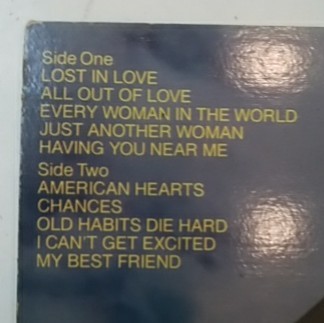 Side One
LOST IN LOVE
ALL OUT OF LOVE
EVERY WOMAN IN THE WORLD
JUST ANOTHER WOMAN
HAVING YOU NEAR ME
Side Two
AMERICAN HEARTS
CHANCES
OLD HABITS DIE HARD
I CAN'T GET EXCITED
MY BEST FRIEND